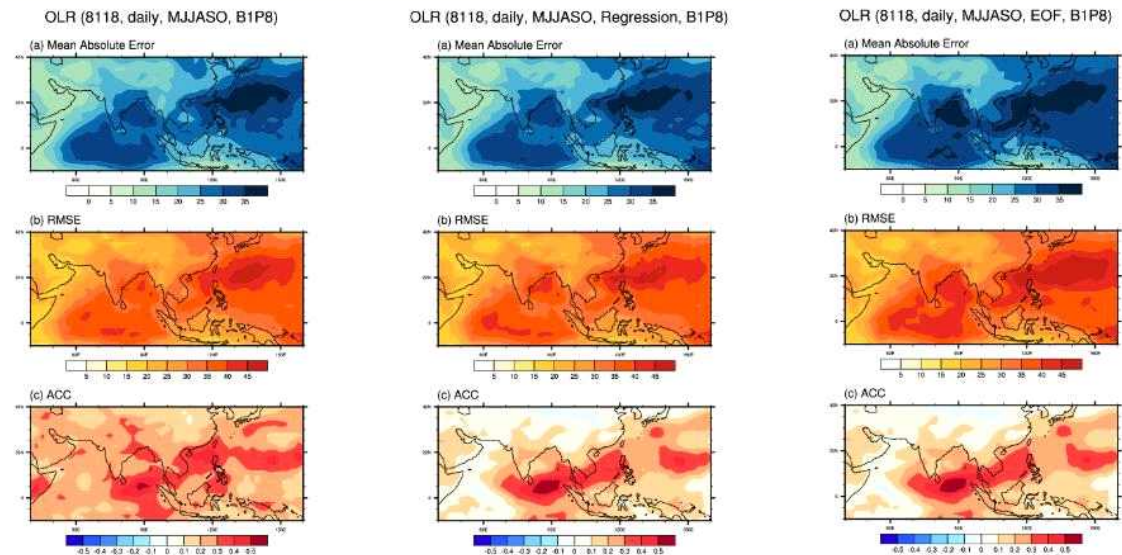 OLR (8118, daily, MJJASO, B1P8)
(a) Mean Absolute Error
0 5 10 15 20 25 30 35
(b) RMSE
5 10 15 20 25 30 35 40 45
(c) ACC
-0.5 -0.4 -0.3 -0.2 -0.1 0 0.1 0.2 0.3 0.4 0.5
OLR (8118, daily, MJJASO, Regression, B1P8)
(a) Mean Absolute Error
0 5 10 15 20 25 30 35
(b) RMSE
5 10 15 20 25 30 35 40 45
(c) ACC
-0.5 -0.4 -0.3 -0.2 -0.1 0 0.1 0.2 0.3 0.4 0.5
OLR (8118, daily, MJJASO, EOF, B1P8)
(a) Mean Absolute Error
0 5 10 15 20 25 30 35
(b) RMSE
5 10 15 20 25 30 35 40 45
(c) ACC
-0.5 -0.4 -0.3 -0.2 -0.1 0 0.1 0.2 0.3 0.4 0.5